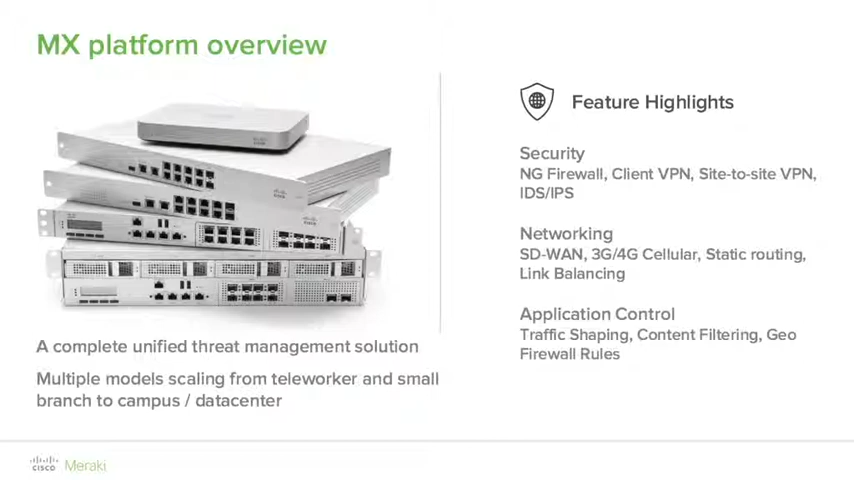 MX platform overview
A complete unified threat management solution
Multiple models scaling from teleworker and small
branch to campus / datacenter
Feature Highlights
Security
NG Firewall, Client VPN, Site-to-site VPN,
IDS/IPS
Networking
SD-WAN, 3G/4G Cellular, Static routing,
Link Balancing
Application Control
Traffic Shaping, Content Filtering, Geo
Firewall Rules
CISCO Meraki